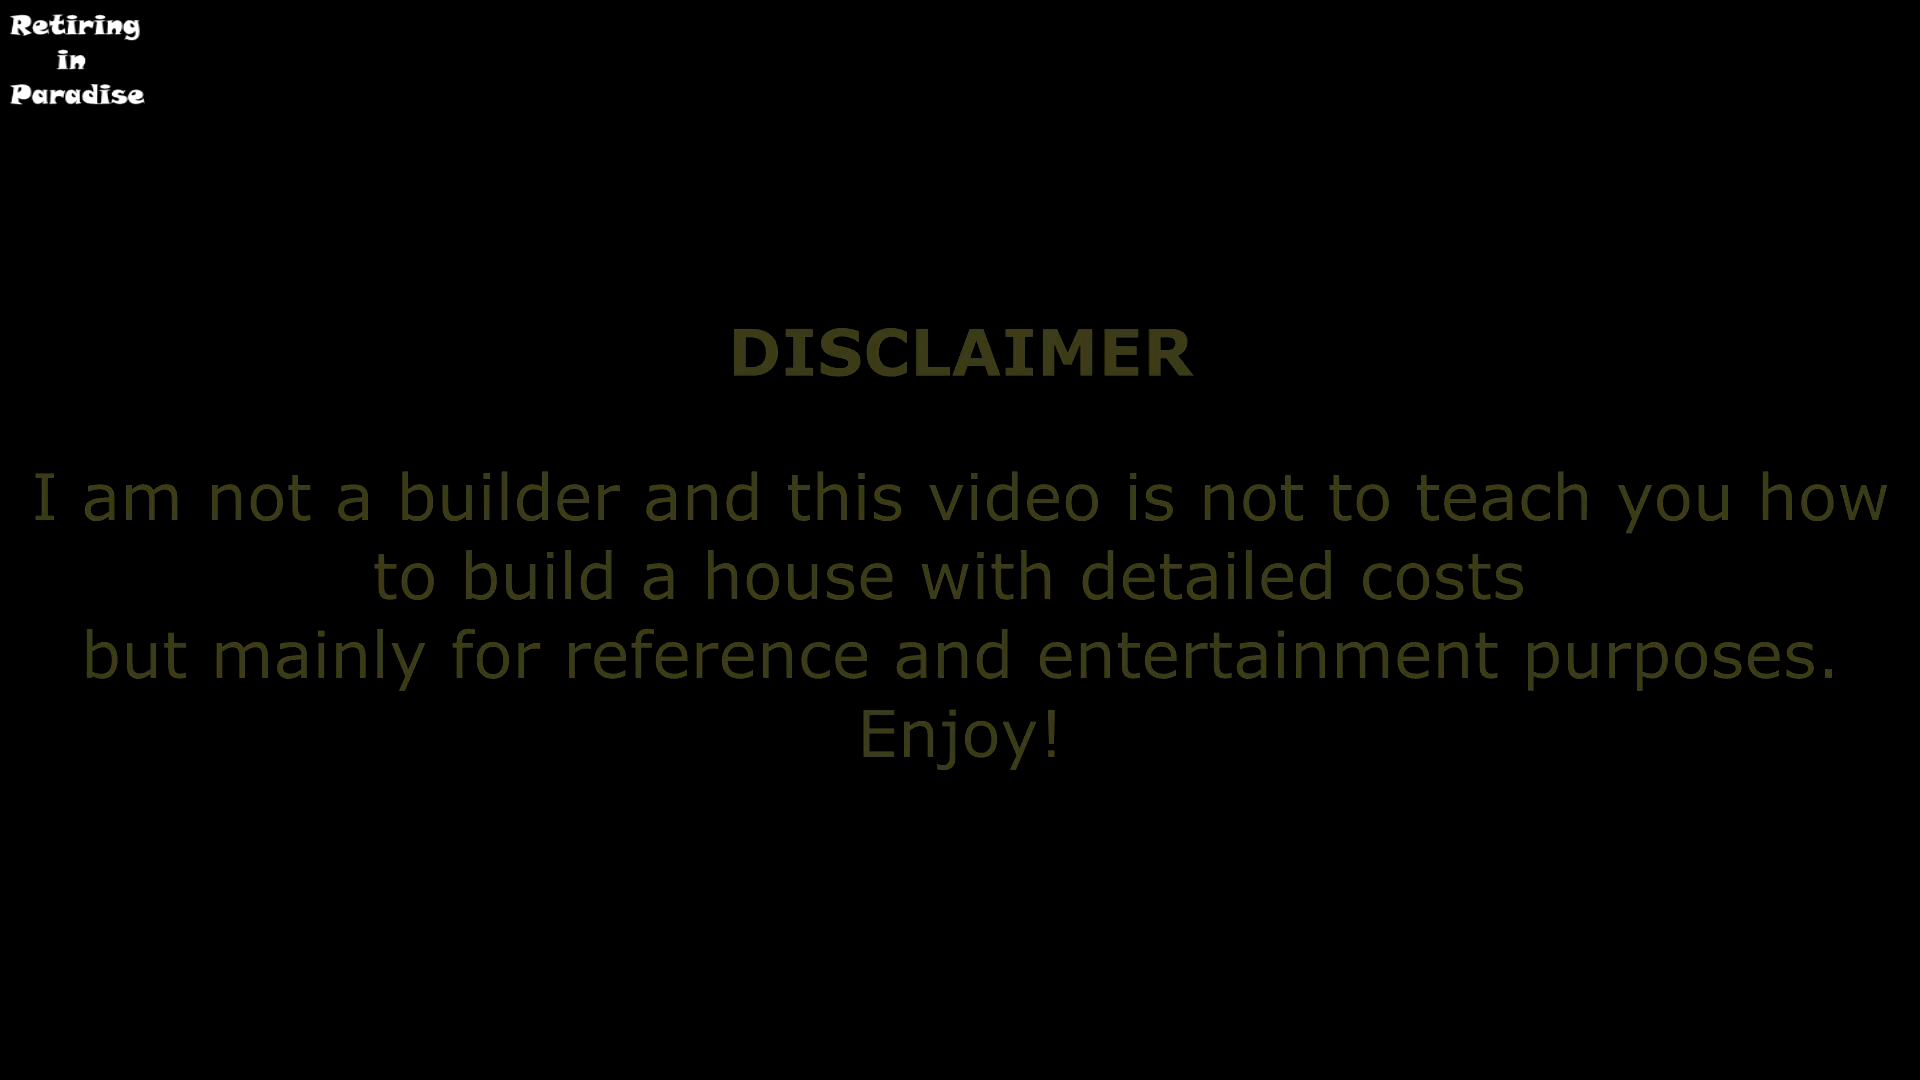 Retiring
in
Paradise
DISCLAIMER
I am not a builder and this video is not to teach you how
to build a house with detailed costs
but mainly for reference and entertainment purposes.
Enjoy!